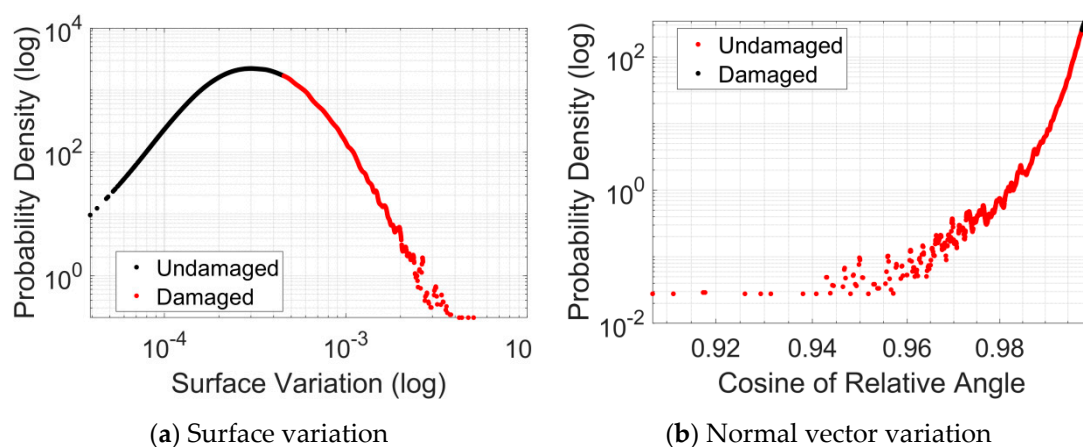 10^4
10^2
10^0
Probability Density (log)
Undamaged
Damaged
10^-4
10^-3
10
Surface Variation (log)
(a) Surface variation
10^2
10^0
10^-2
Probability Density (log)
Undamaged
Damaged
0.92
0.94
0.96
0.98
Cosine of Relative Angle
(b) Normal vector variation